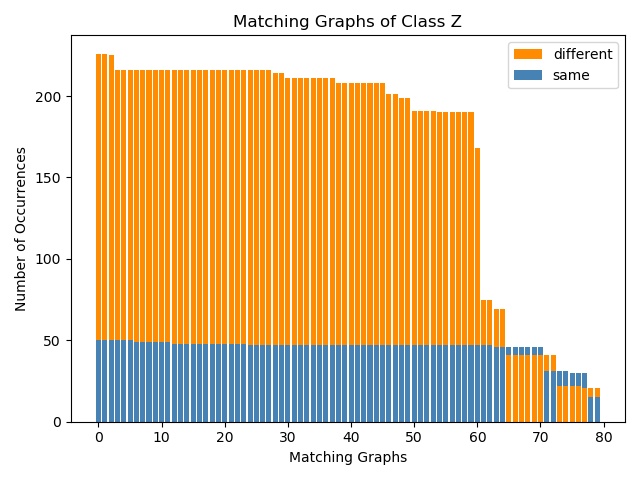 Matching Graphs of Class Z
different
same
Number of Occurrences
200
150
100
50
0
0 10 20 30 40 50 60 70 80
Matching Graphs